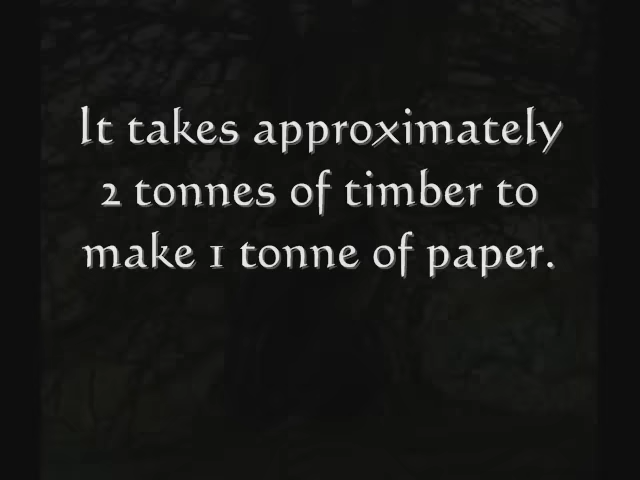 It takes approximately
2 tonnes of timber to
make 1 tonne of paper.